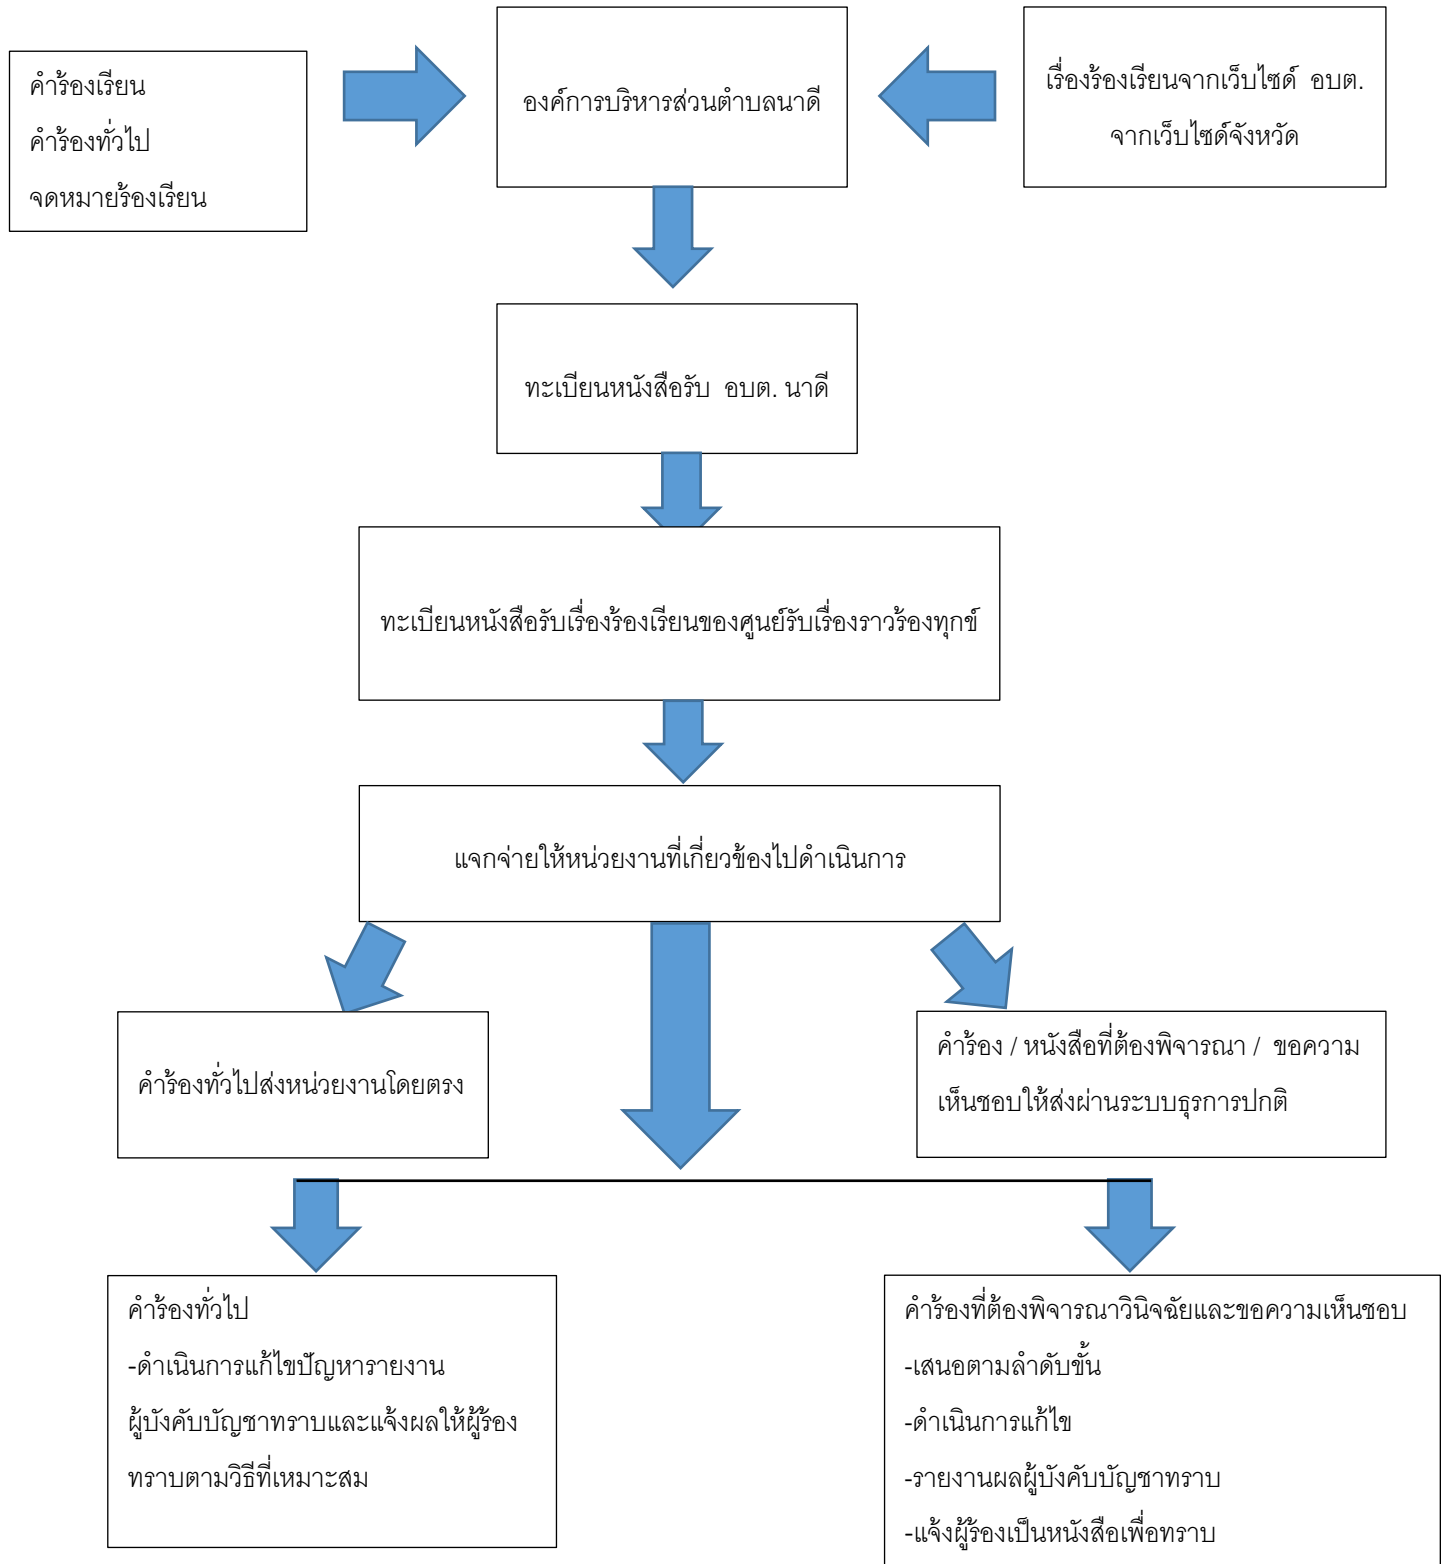 คำร้องเรียน
คำร้องทั่วไป
จดหมายร้องเรียน
องค์การบริหารส่วนตำบลนาดี
เรื่องร้องเรียนจากเว็บไซด์ อบต.
จากเว็บไซด์จังหวัด
ทะเบียนหนังสือรับ อบต. นาดี
ทะเบียนหนังสือรับเรื่องร้องเรียนของศูนย์รับเรื่องราวร้องทุกข์
แจกจ่ายให้หน่วยงานที่เกี่ยวข้องไปดำเนินการ
คำร้องทั่วไปส่งหน่วยงานโดยตรง
คำร้อง / หนังสือที่ต้องพิจารณา / ขอความ
เห็นชอบให้ส่งผ่านระบบธุรการปกติ
คำร้องทั่วไป
-ดำเนินการแก้ไขปัญหารายงาน
ผู้บังคับบัญชาทราบและแจ้งผลให้ผู้ร้อง
ทราบตามวิธีที่เหมาะสม
คำร้องที่ต้องพิจารณาวินิจฉัยและขอความเห็นชอบ
-เสนอตามลำดับขั้น
-ดำเนินการแก้ไข
-รายงานผลผู้บังคับบัญชาทราบ
-แจ้งผู้ร้องเป็นหนังสือเพื่อทราบ